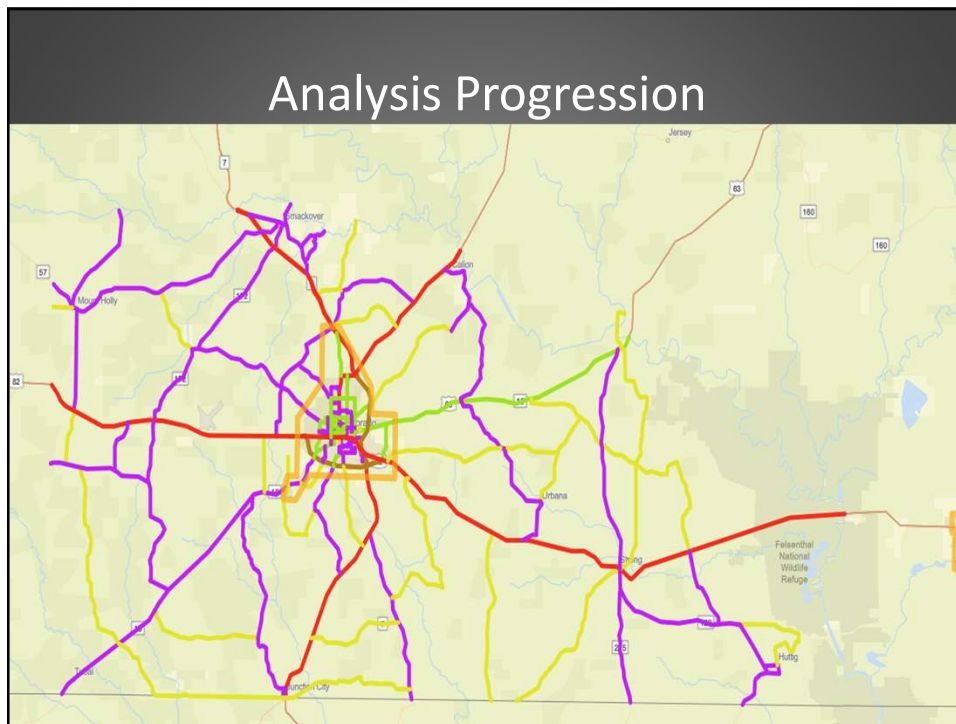 Analysis Progression
Jersey
7
63
160
Smackover
160
57
Calion
Mount Holly
82
Urbana
Felsenthal
National
Wildlife
Refuge
7
Huttig
Junction City